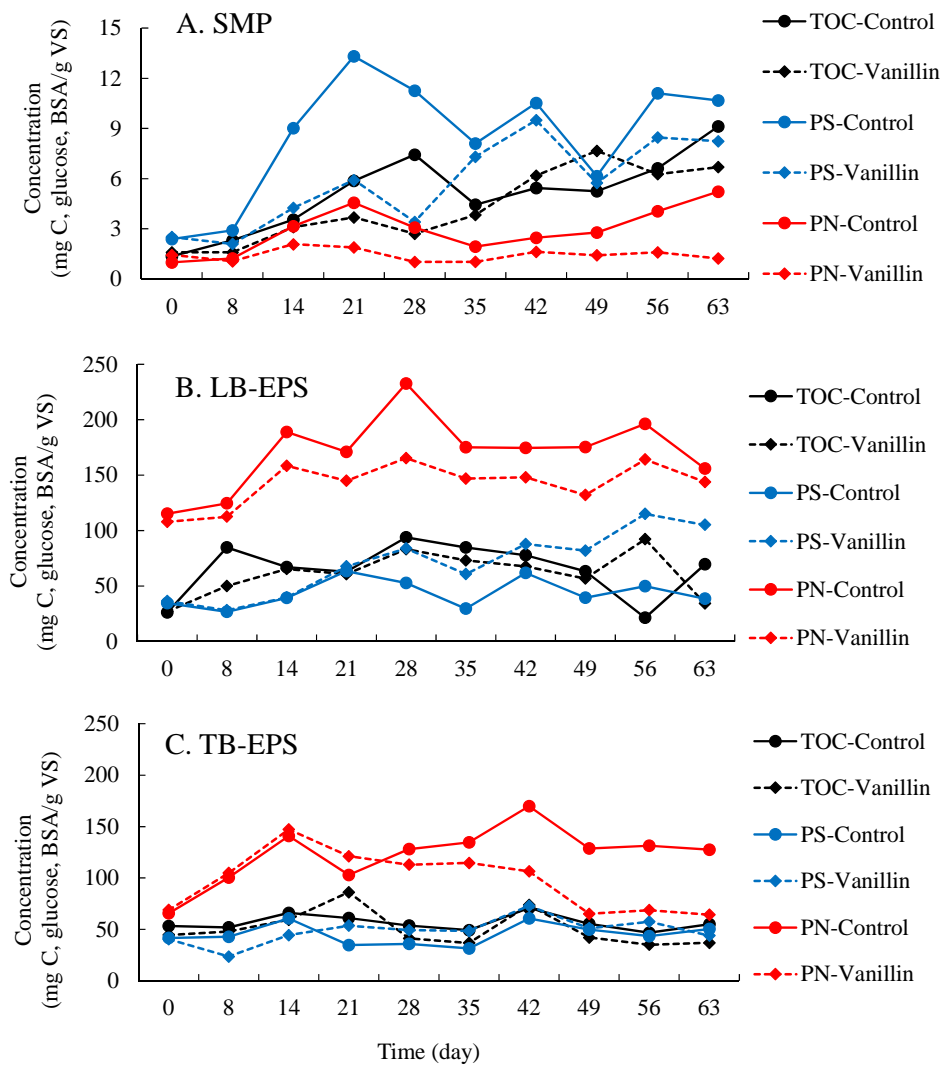 A. SMP
Concentration
(mg C, glucose, BSA/g VS)
15
12
9
6
3
0
0 8 14 21 28 35 42 49 56 63
TOC-Control
TOC-Vanillin
PS-Control
PS-Vanillin
PN-Control
PN-Vanillin
B. LB-EPS
Concentration
(mg C, glucose, BSA/g VS)
250
200
150
100
50
0
0 8 14 21 28 35 42 49 56 63
TOC-Control
TOC-Vanillin
PS-Control
PS-Vanillin
PN-Control
PN-Vanillin
C. TB-EPS
Concentration
(mg C, glucose, BSA/g VS)
250
200
150
100
50
0
0 8 14 21 28 35 42 49 56 63
Time (day)
TOC-Control
TOC-Vanillin
PS-Control
PS-Vanillin
PN-Control
PN-Vanillin